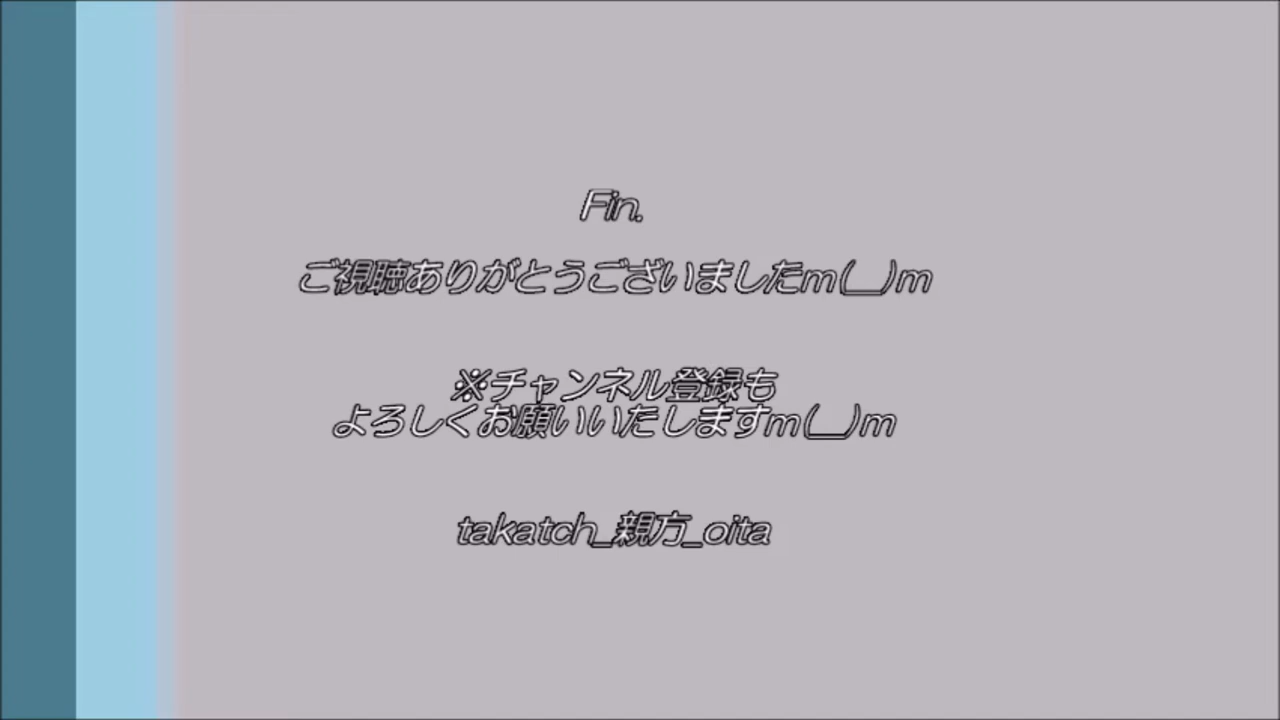 Fin.
ご視聴ありがとうございましたm(__)m
※チャンネル登録も
よろしくお願いいたしますm(__)m
takatch_親方_oita